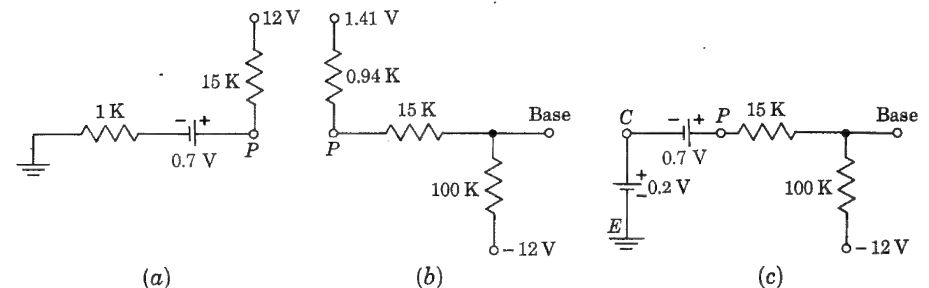 12 V
15 K
1 K
- +
0.7 V
P
(a)
1.41 V
0.94 K
15 K
Base
P
100 K
- 12 V
(b)
C
- +
P
15 K
Base
0.7 V
+
0.2 V
-
100 K
E
- 12 V
(c)